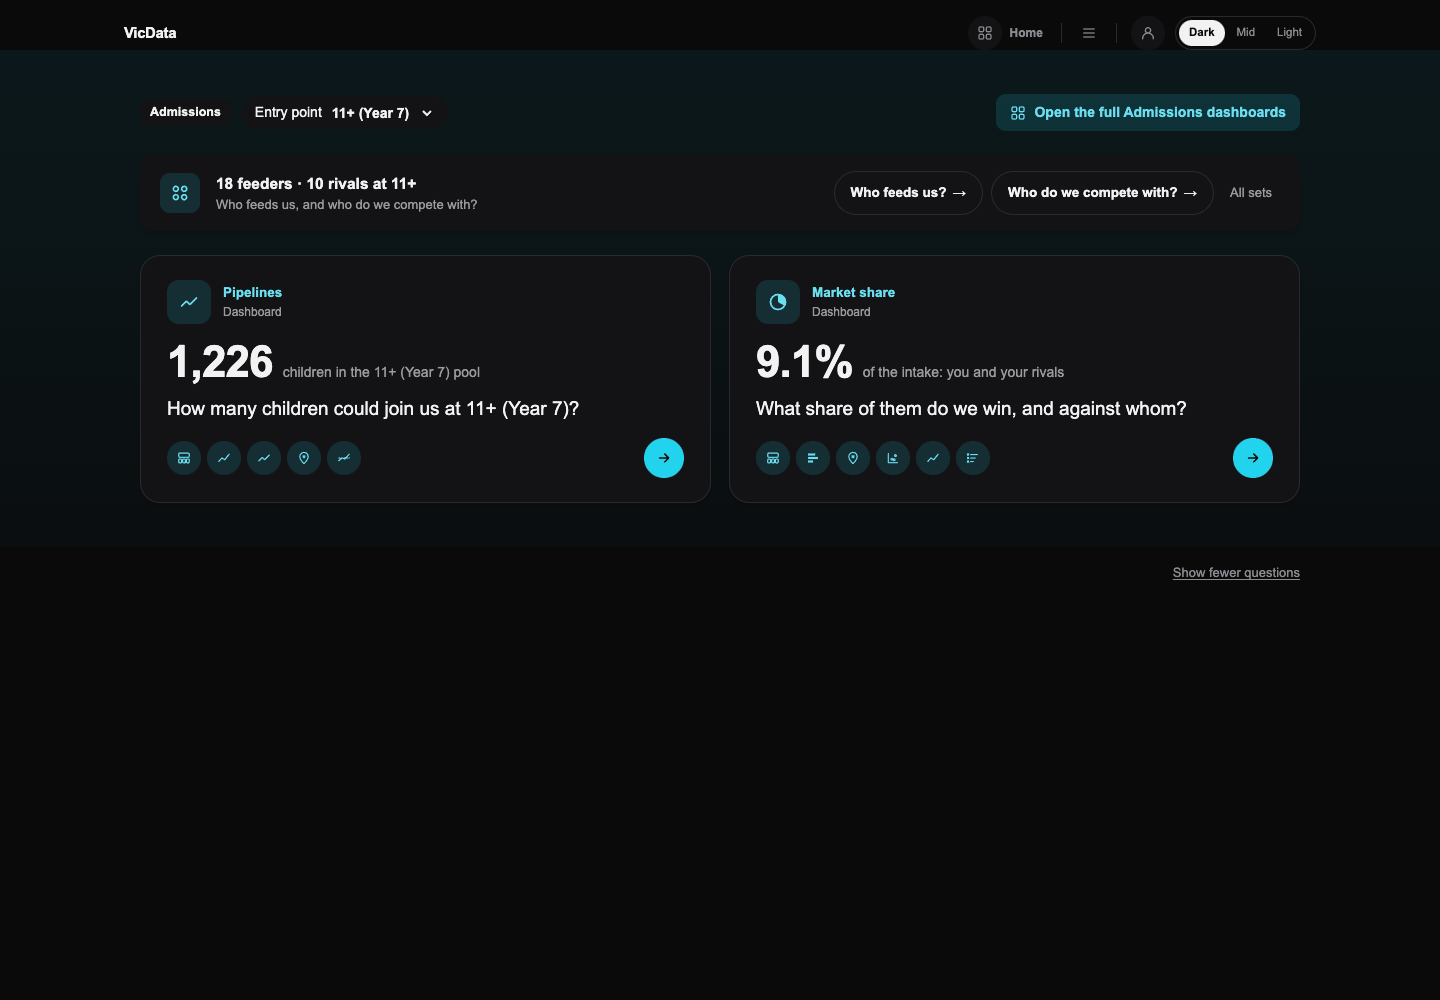 VicData
Home
Dark Mid Light
Admissions
Entry point 11+ (Year 7)
Open the full Admissions dashboards
18 feeders · 10 rivals at 11+
Who feeds us, and who do we compete with?
Who feeds us? →
Who do we compete with? →
All sets
Pipelines
Dashboard
1,226 children in the 11+ (Year 7) pool
How many children could join us at 11+ (Year 7)?
Market share
Dashboard
9.1% of the intake: you and your rivals
What share of them do we win, and against whom?
Show fewer questions